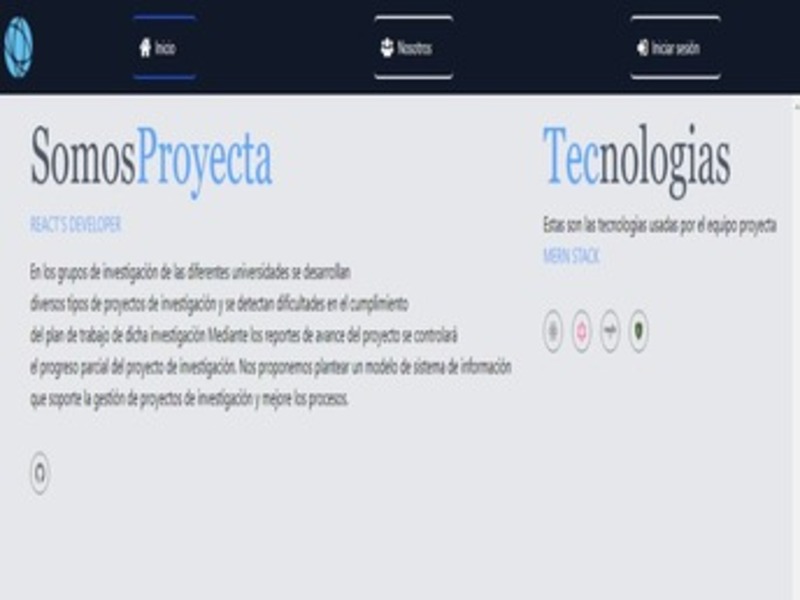 Inicio
Nosotros
Iniciar sesión
SomosProyecta
REACT'S DEVELOPER
En los grupos de investigación de las diferentes universidades se desarrollan
diversos tipos de proyectos de investigación y se detectan dificultades en el cumplimiento
del plan de trabajo de dicha investigación Mediante los reportes de avance del proyecto se controlará
el progreso parcial del proyecto de investigación. Nos proponemos plantear un modelo de sistema de información
que soporte la gestión de proyectos de investigación y mejore los procesos.
Tecnologias
Estas son las tecnologias usadas por el equipo proyecta
MERN STACK